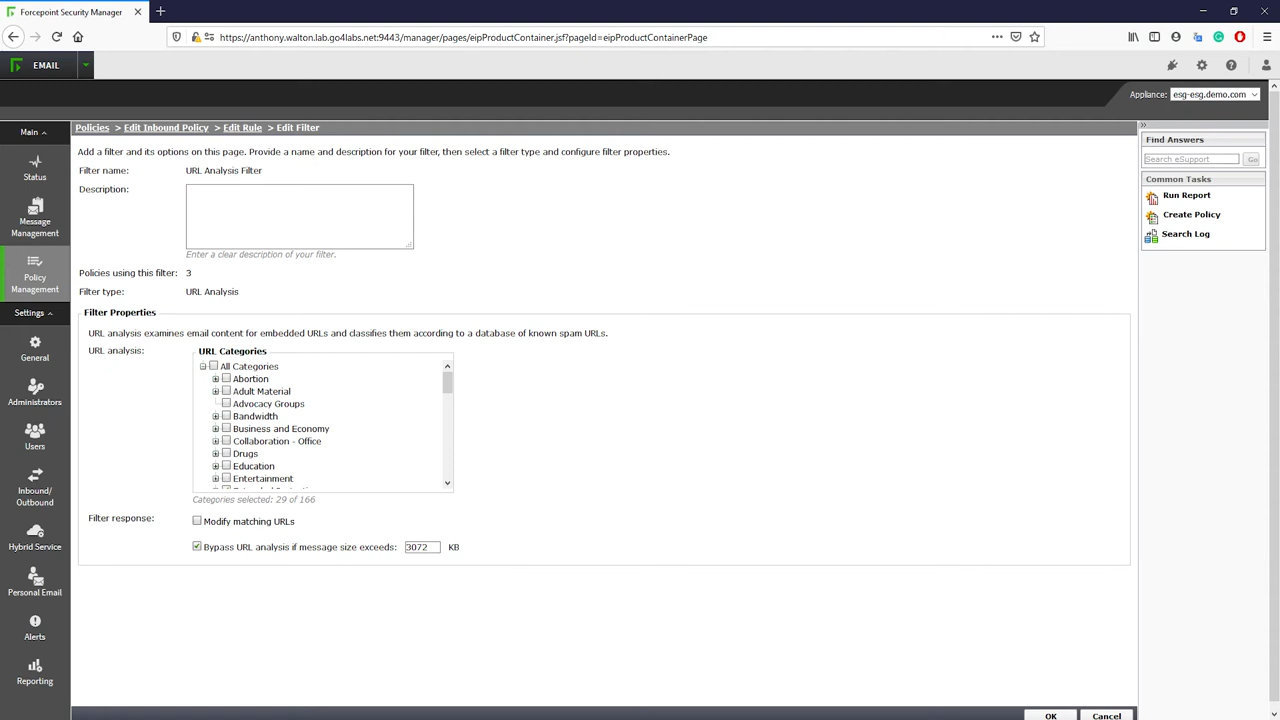 Forcepoint Security Manager
https://anthony.walton.lab.go4labs.net:9443/manager/pages/eipProductContainer.jsf?pageId=eipProductContainerPage
EMAIL
Appliance: esg-esg.demo.com
Main
Status
Message
Management
Policy
Management
Settings
General
Administrators
Users
Inbound/
Outbound
Hybrid Service
Personal Email
Alerts
Reporting
Policies > Edit Inbound Policy > Edit Rule > Edit Filter
Add a filter and its options on this page. Provide a name and description for your filter, then select a filter type and configure filter properties.
Filter name: URL Analysis Filter
Description:
Enter a clear description of your filter.
Policies using this filter: 3
Filter type: URL Analysis
Filter Properties
URL analysis examines email content for embedded URLs and classifies them according to a database of known spam URLs.
URL analysis:
URL Categories
All Categories
Abortion
Adult Material
Advocacy Groups
Bandwidth
Business and Economy
Collaboration - Office
Drugs
Education
Entertainment
Categories selected: 29 of 166
Filter response: Modify matching URLs
Bypass URL analysis if message size exceeds: 3072 KB
OK Cancel
Find Answers
Search eSupport Go
Common Tasks
Run Report
Create Policy
Search Log